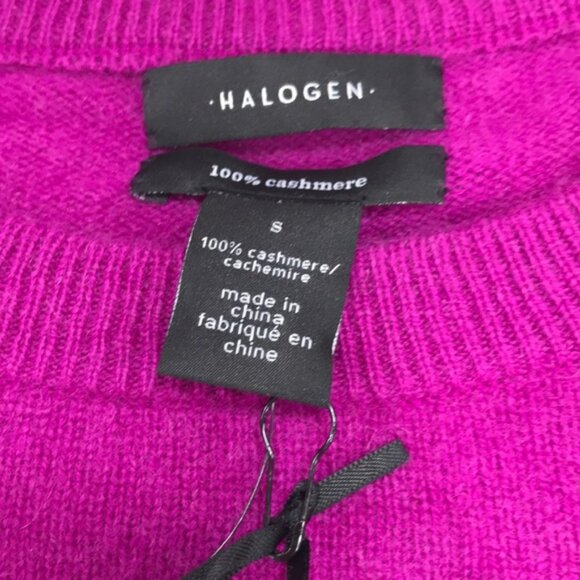 ·HALOGEN·
100% cashmere
S
100% cashmere/
cachemire
made in
china
fabriqué en
chine